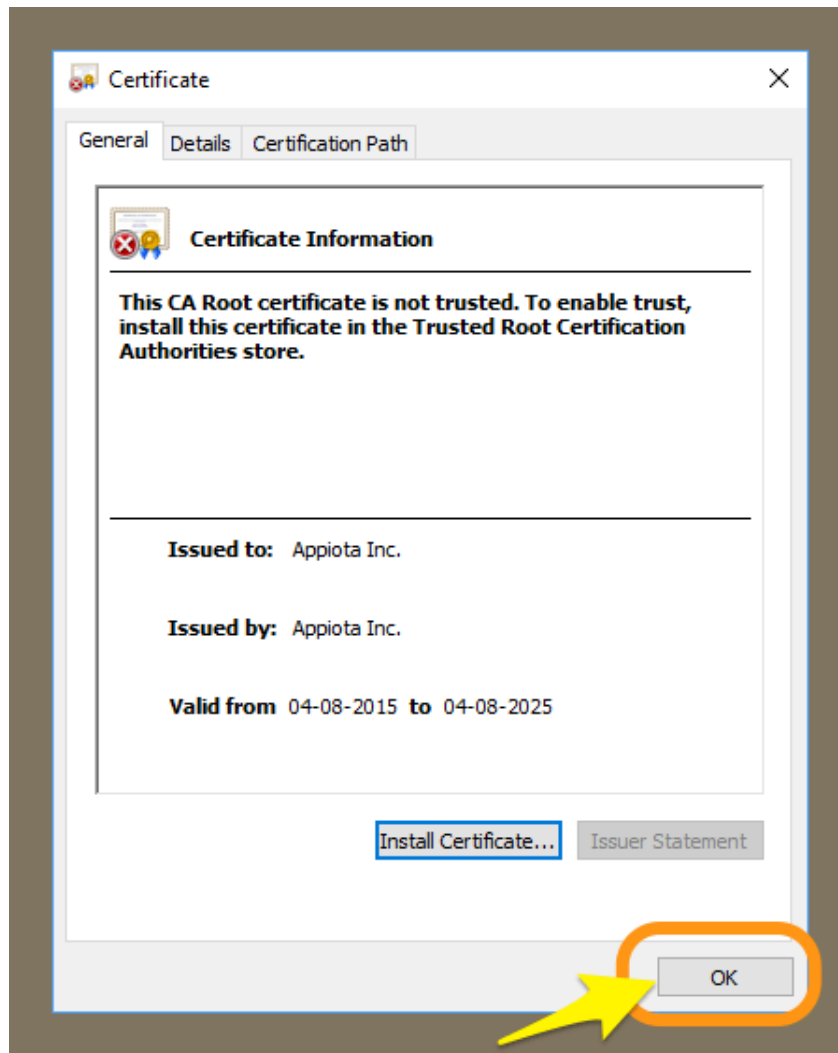 Certificate
General Details Certification Path
Certificate Information
This CA Root certificate is not trusted. To enable trust,
install this certificate in the Trusted Root Certification
Authorities store.
Issued to: Appiota Inc.
Issued by: Appiota Inc.
Valid from 04-08-2015 to 04-08-2025
Install Certificate... Issuer Statement
OK